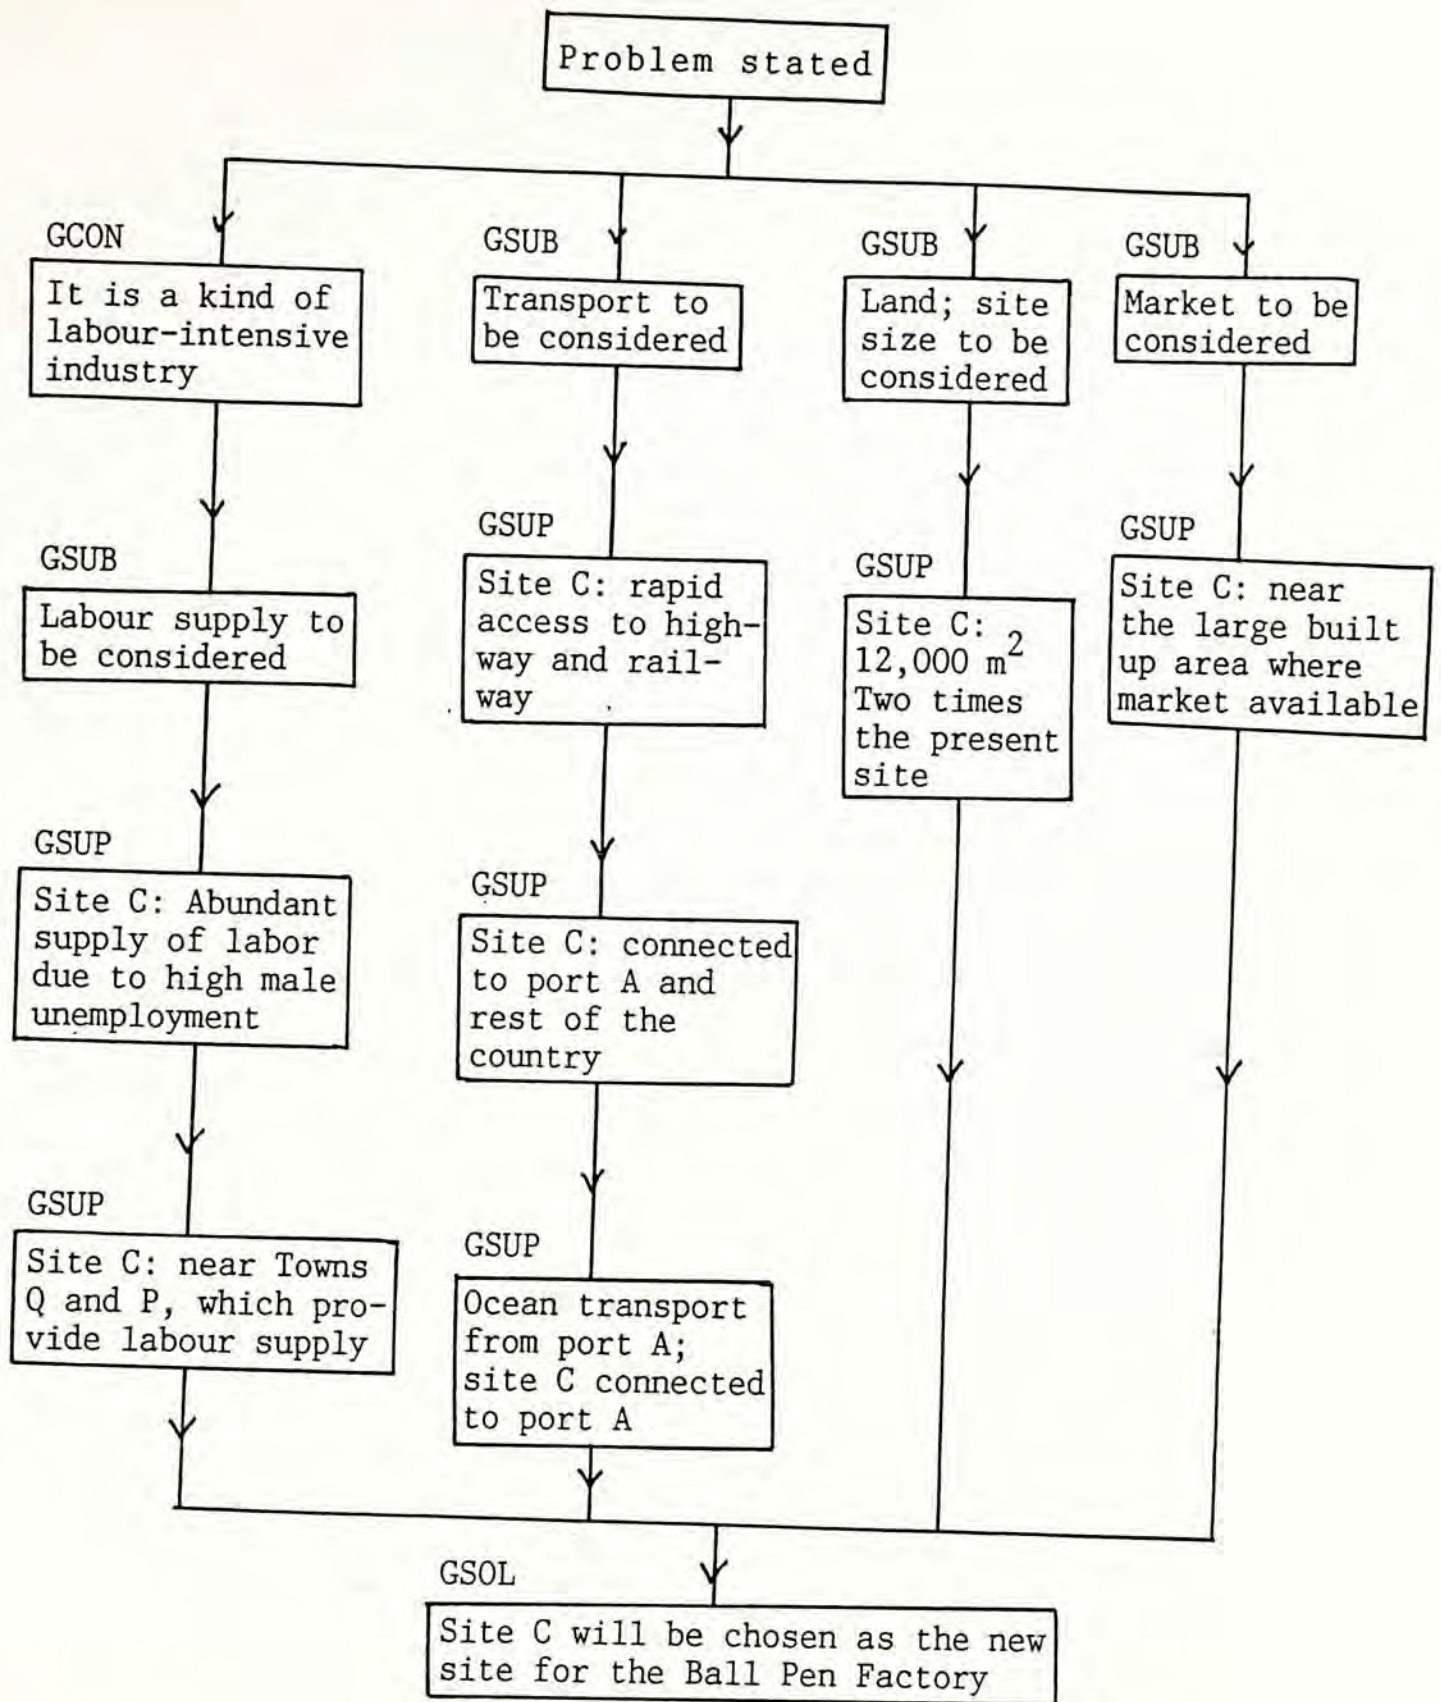 Problem stated
GCON
It is a kind of
labour-intensive
industry
GSUB
Labour supply to
be considered
GSUP
Site C: Abundant
supply of labor
due to high male
unemployment
GSUP
Site C: near Towns
Q and P, which pro-
vide labour supply
GSUB
Transport to
be considered
GSUP
Site C: rapid
access to high-
way and rail-
way
GSUP
Site C: connected
to port A and
rest of the
country
GSUP
Ocean transport
from port A;
site C connected
to port A
GSUB
Land; site
size to be
considered
GSUP
Site C:
12,000 m²
Two times
the present
site
GSUB
Market to be
considered
GSUP
Site C: near
the large built
up area where
market available
GSOL
Site C will be chosen as the new
site for the Ball Pen Factory